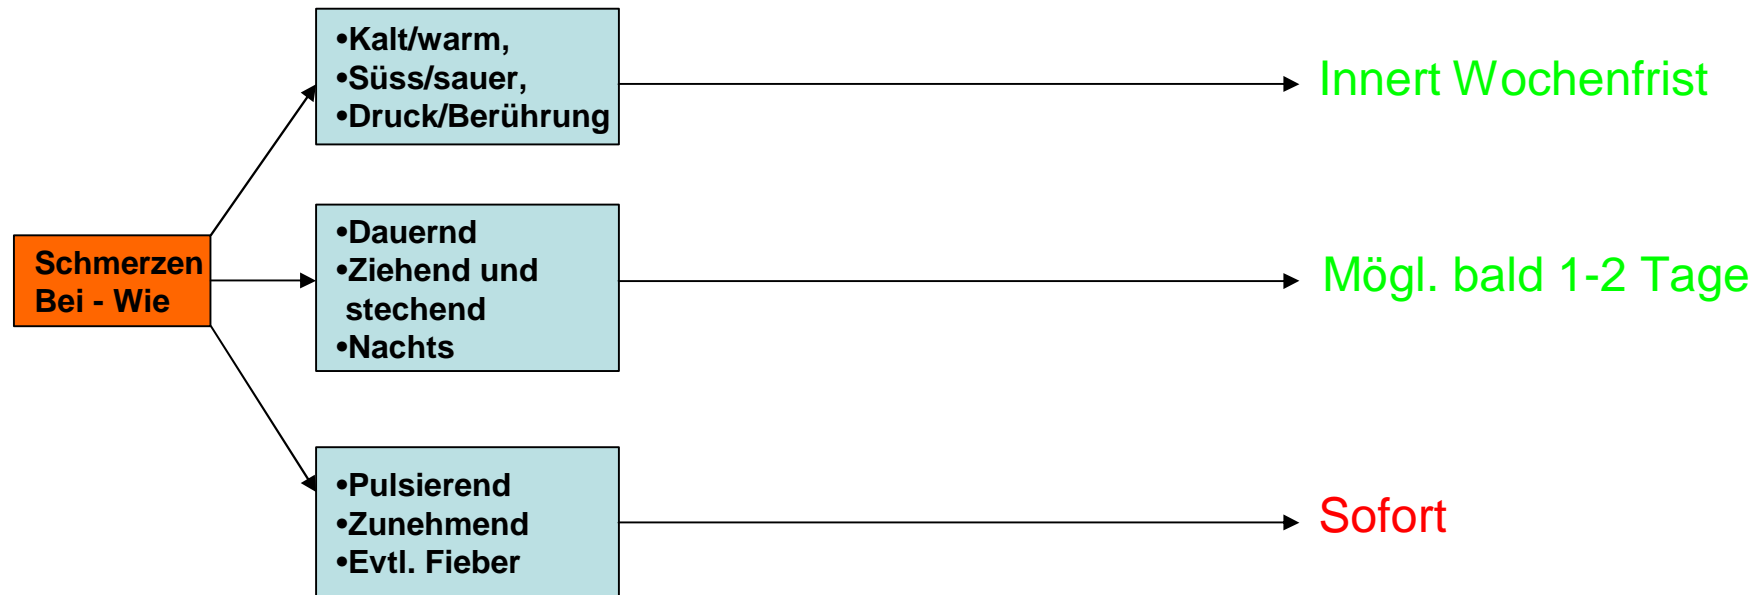 •Kalt/warm,
•Süss/sauer,
•Druck/Berührung
Innert Wochenfrist
Schmerzen
Bei - Wie
•Dauernd
•Ziehend und
stechend
•Nachts
Mögl. bald 1-2 Tage
•Pulsierend
•Zunehmend
•Evtl. Fieber
Sofort